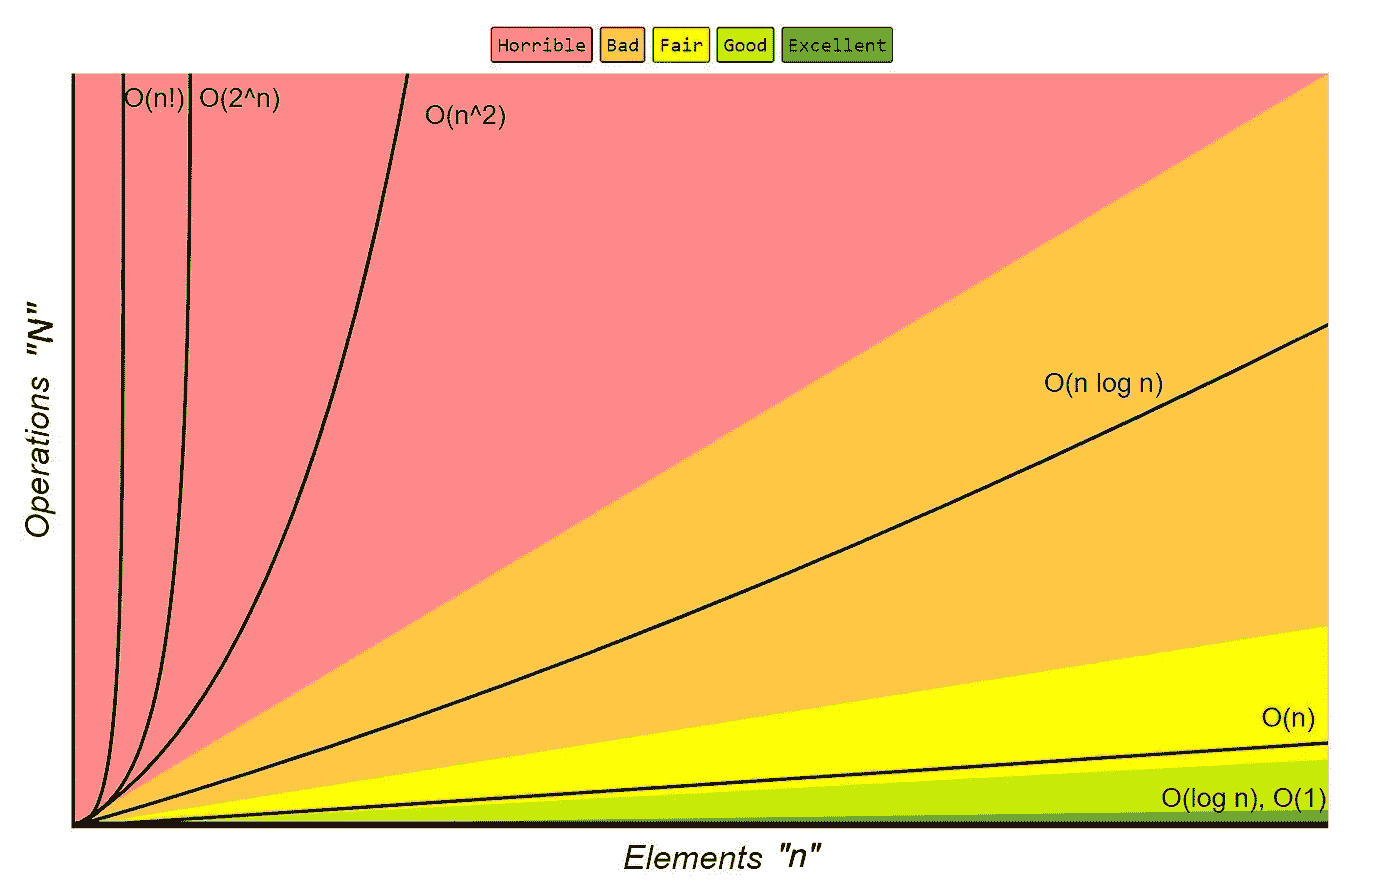 Horrible Bad Fair Good Excellent
O(n!) O(2^n)
O(n^2)
O(n log n)
O(n)
O(log n), O(1)
Operations "N"
Elements "n"